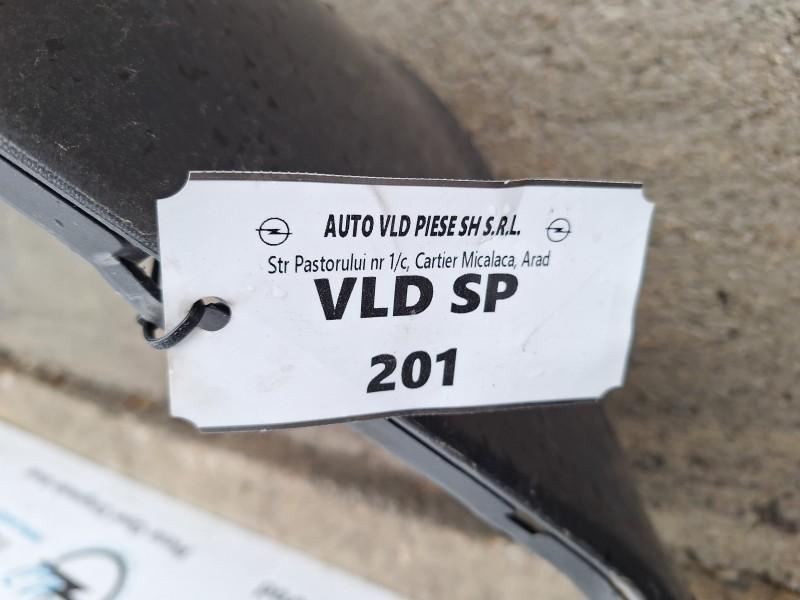 AUTO VLD PIESE SH S.R.L.
Str Pastorului nr 1/c, Cartier Micalaca, Arad
VLD SP
201